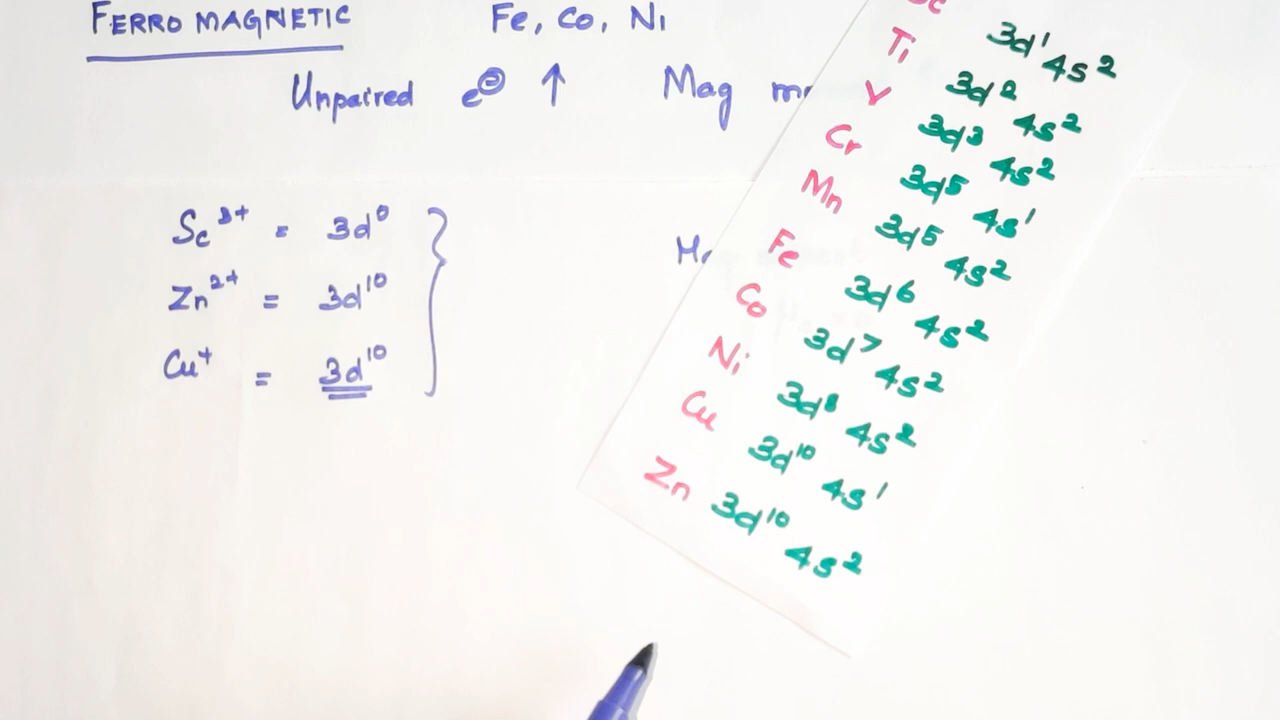 FERRO MAGNETIC Fe, Co, Ni
Unpaired e⊖ ↑ Mag
Sc³⁺ = 3d⁰ }
Zn²⁺ = 3d¹⁰
Cu⁺ = 3d¹⁰
3d¹ 4s²
Ti 3d² 4s²
V 3d³ 4s²
Cr 3d⁵ 4s¹
Mn 3d⁵ 4s²
Fe 3d⁶ 4s²
Co 3d⁷ 4s²
Ni 3d⁸ 4s²
Cu 3d¹⁰ 4s¹
Zn 3d¹⁰ 4s²